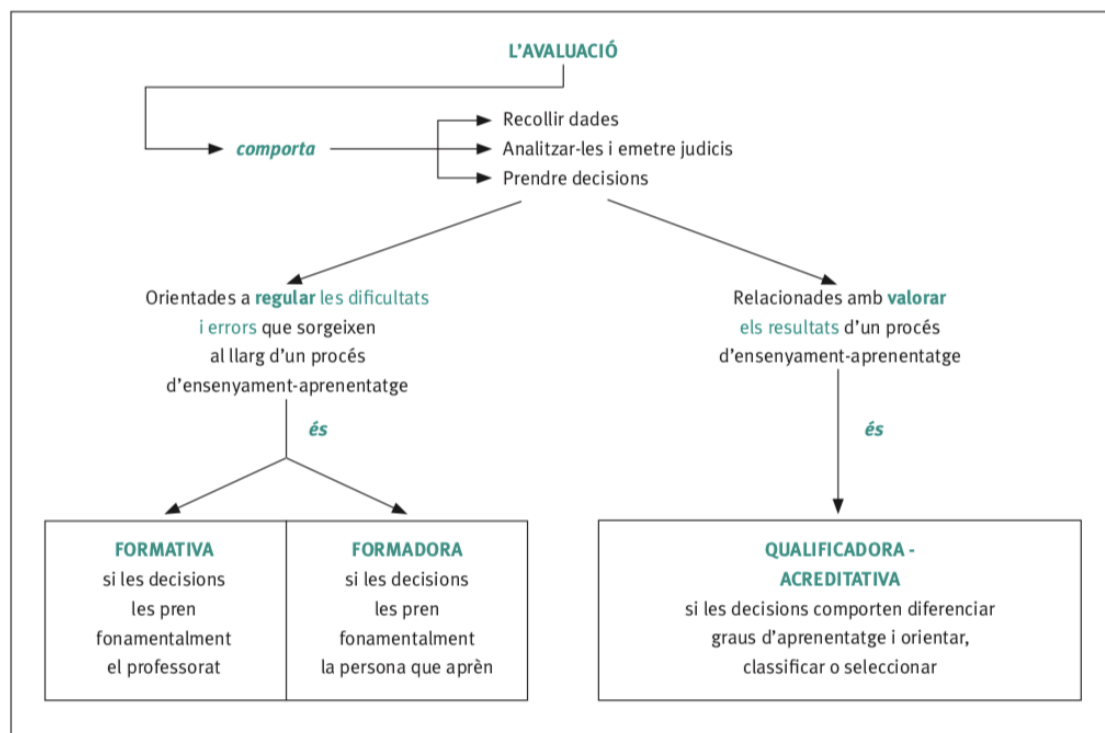 L'AVALUACIÓ
comporta
Recollir dades
Analitzar-les i emetre judicis
Prendre decisions
Orientades a regular les dificultats
i errors que sorgeixen
al llarg d'un procés
d'ensenyament-aprenentatge
és
FORMATIVA
si les decisions
les pren
fonamentalment
el professorat
FORMADORA
si les decisions
les pren
fonamentalment
la persona que aprèn
Relacionades amb valorar
els resultats d'un procés
d'ensenyament-aprenentatge
és
QUALIFICADORA -
ACREDITATIVA
si les decisions comporten diferenciar
graus d'aprenentatge i orientar,
classificar o seleccionar